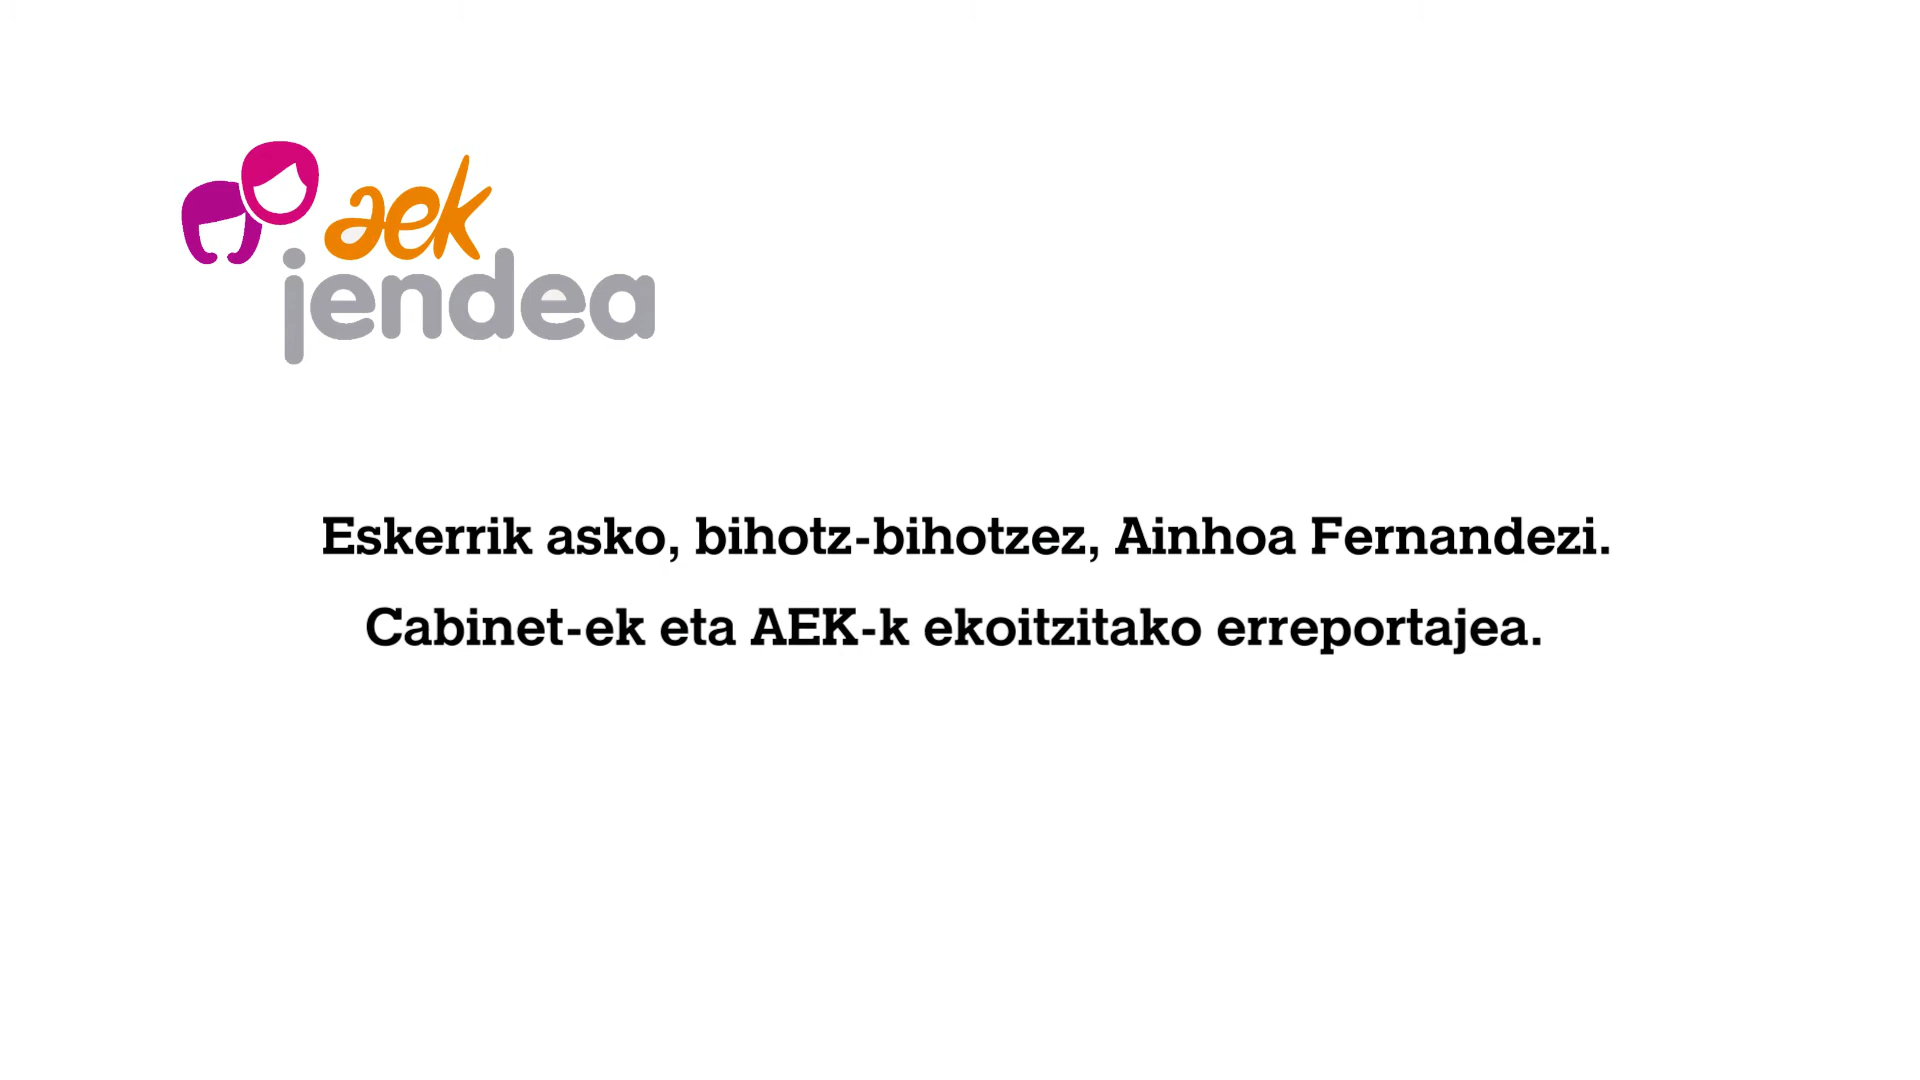 aek
jendea
Eskerrik asko, bihotz-bihotzez, Ainhoa Fernandezi.
Cabinet-ek eta AEK-k ekoitzitako erreportajea.